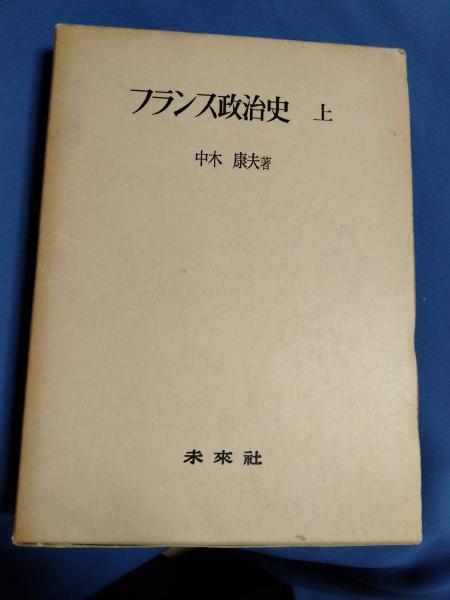 フランス政治史 上
中木 康夫著
未來社